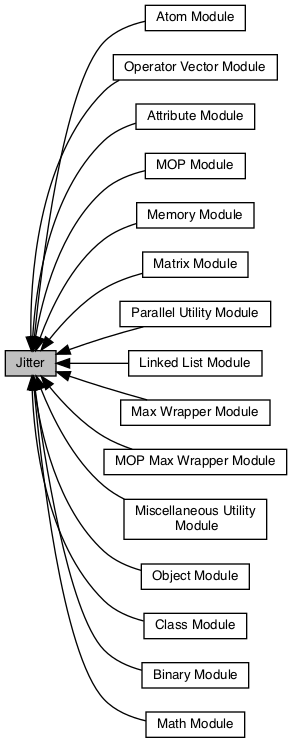 Atom Module
Operator Vector Module
Attribute Module
MOP Module
Memory Module
Matrix Module
Parallel Utility Module
Jitter
Linked List Module
Max Wrapper Module
MOP Max Wrapper Module
Miscellaneous Utility
Module
Object Module
Class Module
Binary Module
Math Module